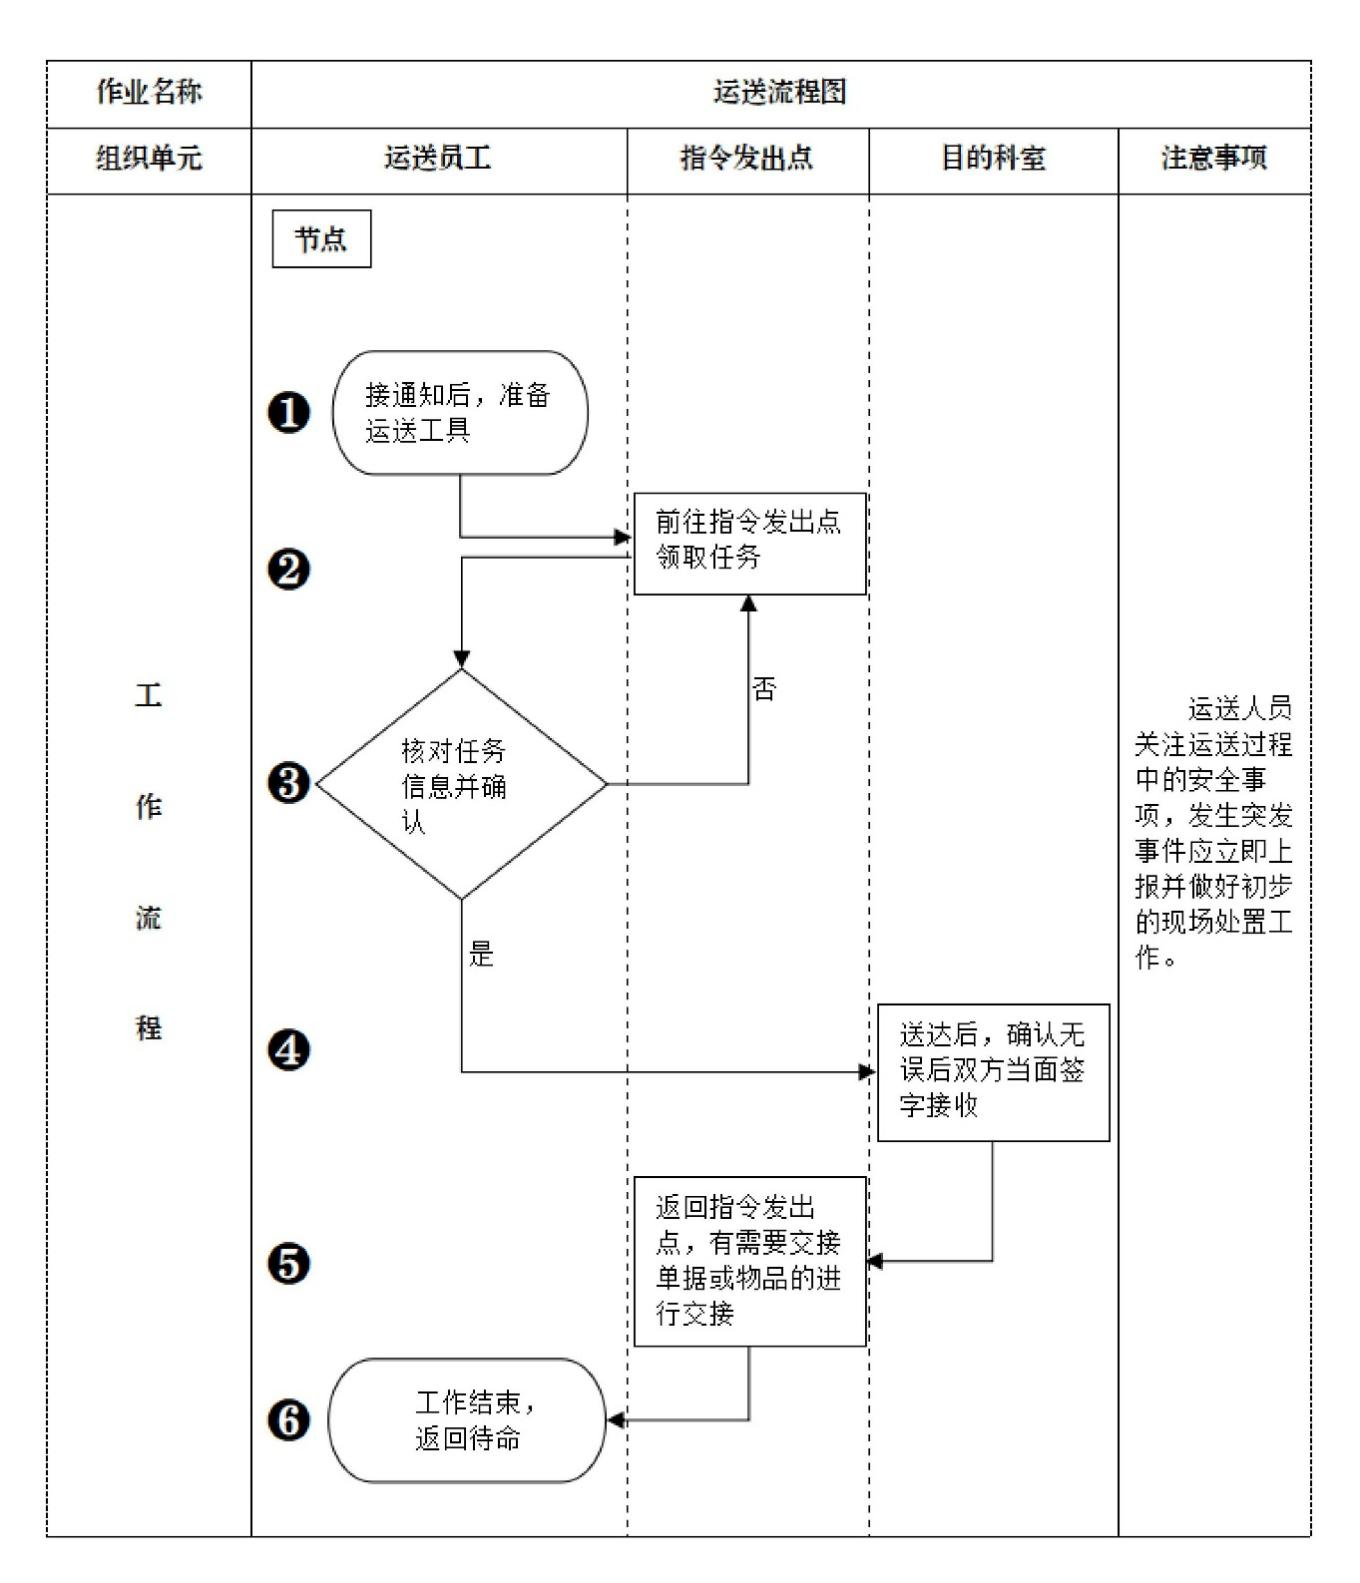 作业名称
运送流程图
组织单元
运送员工
指令发出点
目的科室
注意事项
节点
❶
接通知后，准备
运送工具
前往指令发出点
领取任务
❷
否
❸
核对任务
信息并确
认
是
❹
送达后，确认无
误后双方当面签
字接收
❺
返回指令发出
点，有需要交接
单据或物品的进
行交接
❻
工作结束，
返回待命
工
作
流
程
运送人员
关注运送过程
中的安全事
项，发生突发
事件应立即上
报并做好初步
的现场处置工
作。